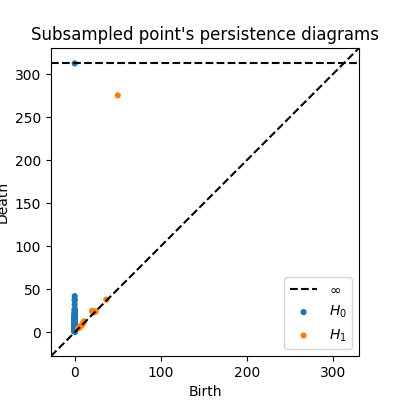 Subsampled point's persistence diagrams
300
250
200
150
100
50
0
Death
0 100 200 300
Birth
∞
H₀
H₁